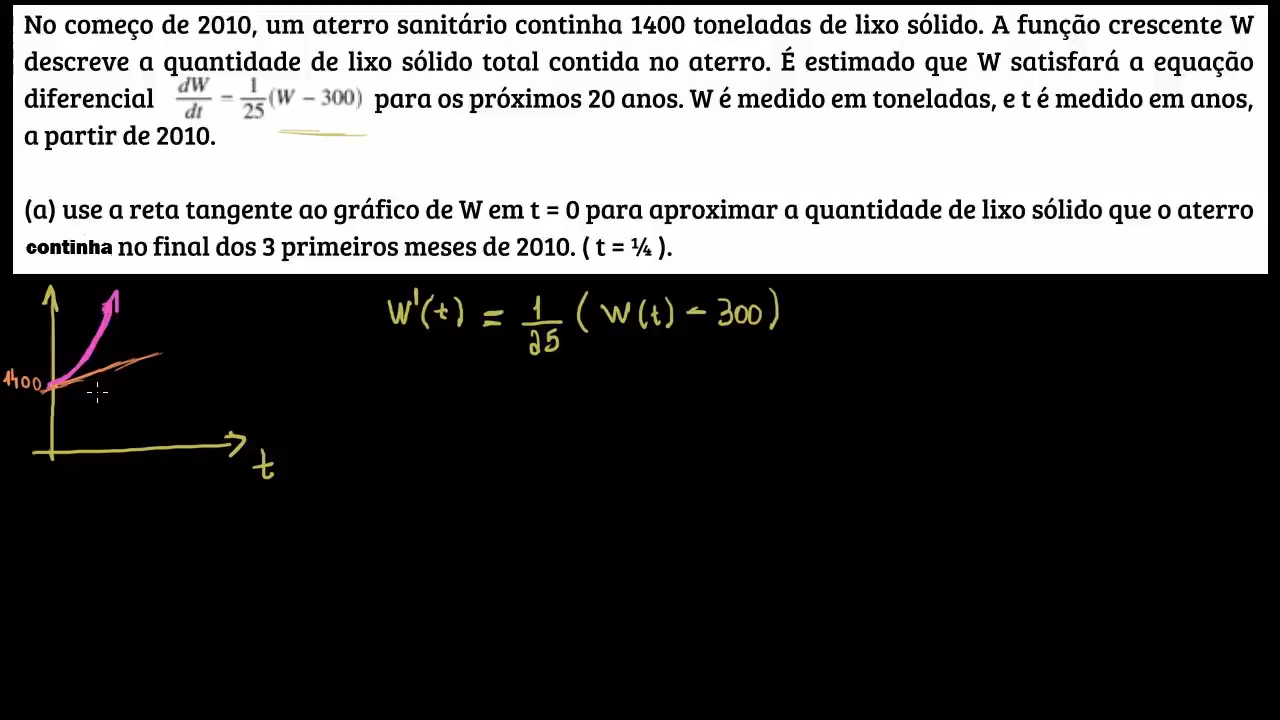 No começo de 2010, um aterro sanitário continha 1400 toneladas de lixo sólido. A função crescente W
descreve a quantidade de lixo sólido total contida no aterro. É estimado que W satisfará a equação
diferencial dW/dt = 1/25 (W – 300) para os próximos 20 anos. W é medido em toneladas, e t é medido em anos,
a partir de 2010.
(a) use a reta tangente ao gráfico de W em t = 0 para aproximar a quantidade de lixo sólido que o aterro
continha no final dos 3 primeiros meses de 2010. ( t = ¼ ).
W'(t) = 1/25 ( W(t) - 300)
1400
t